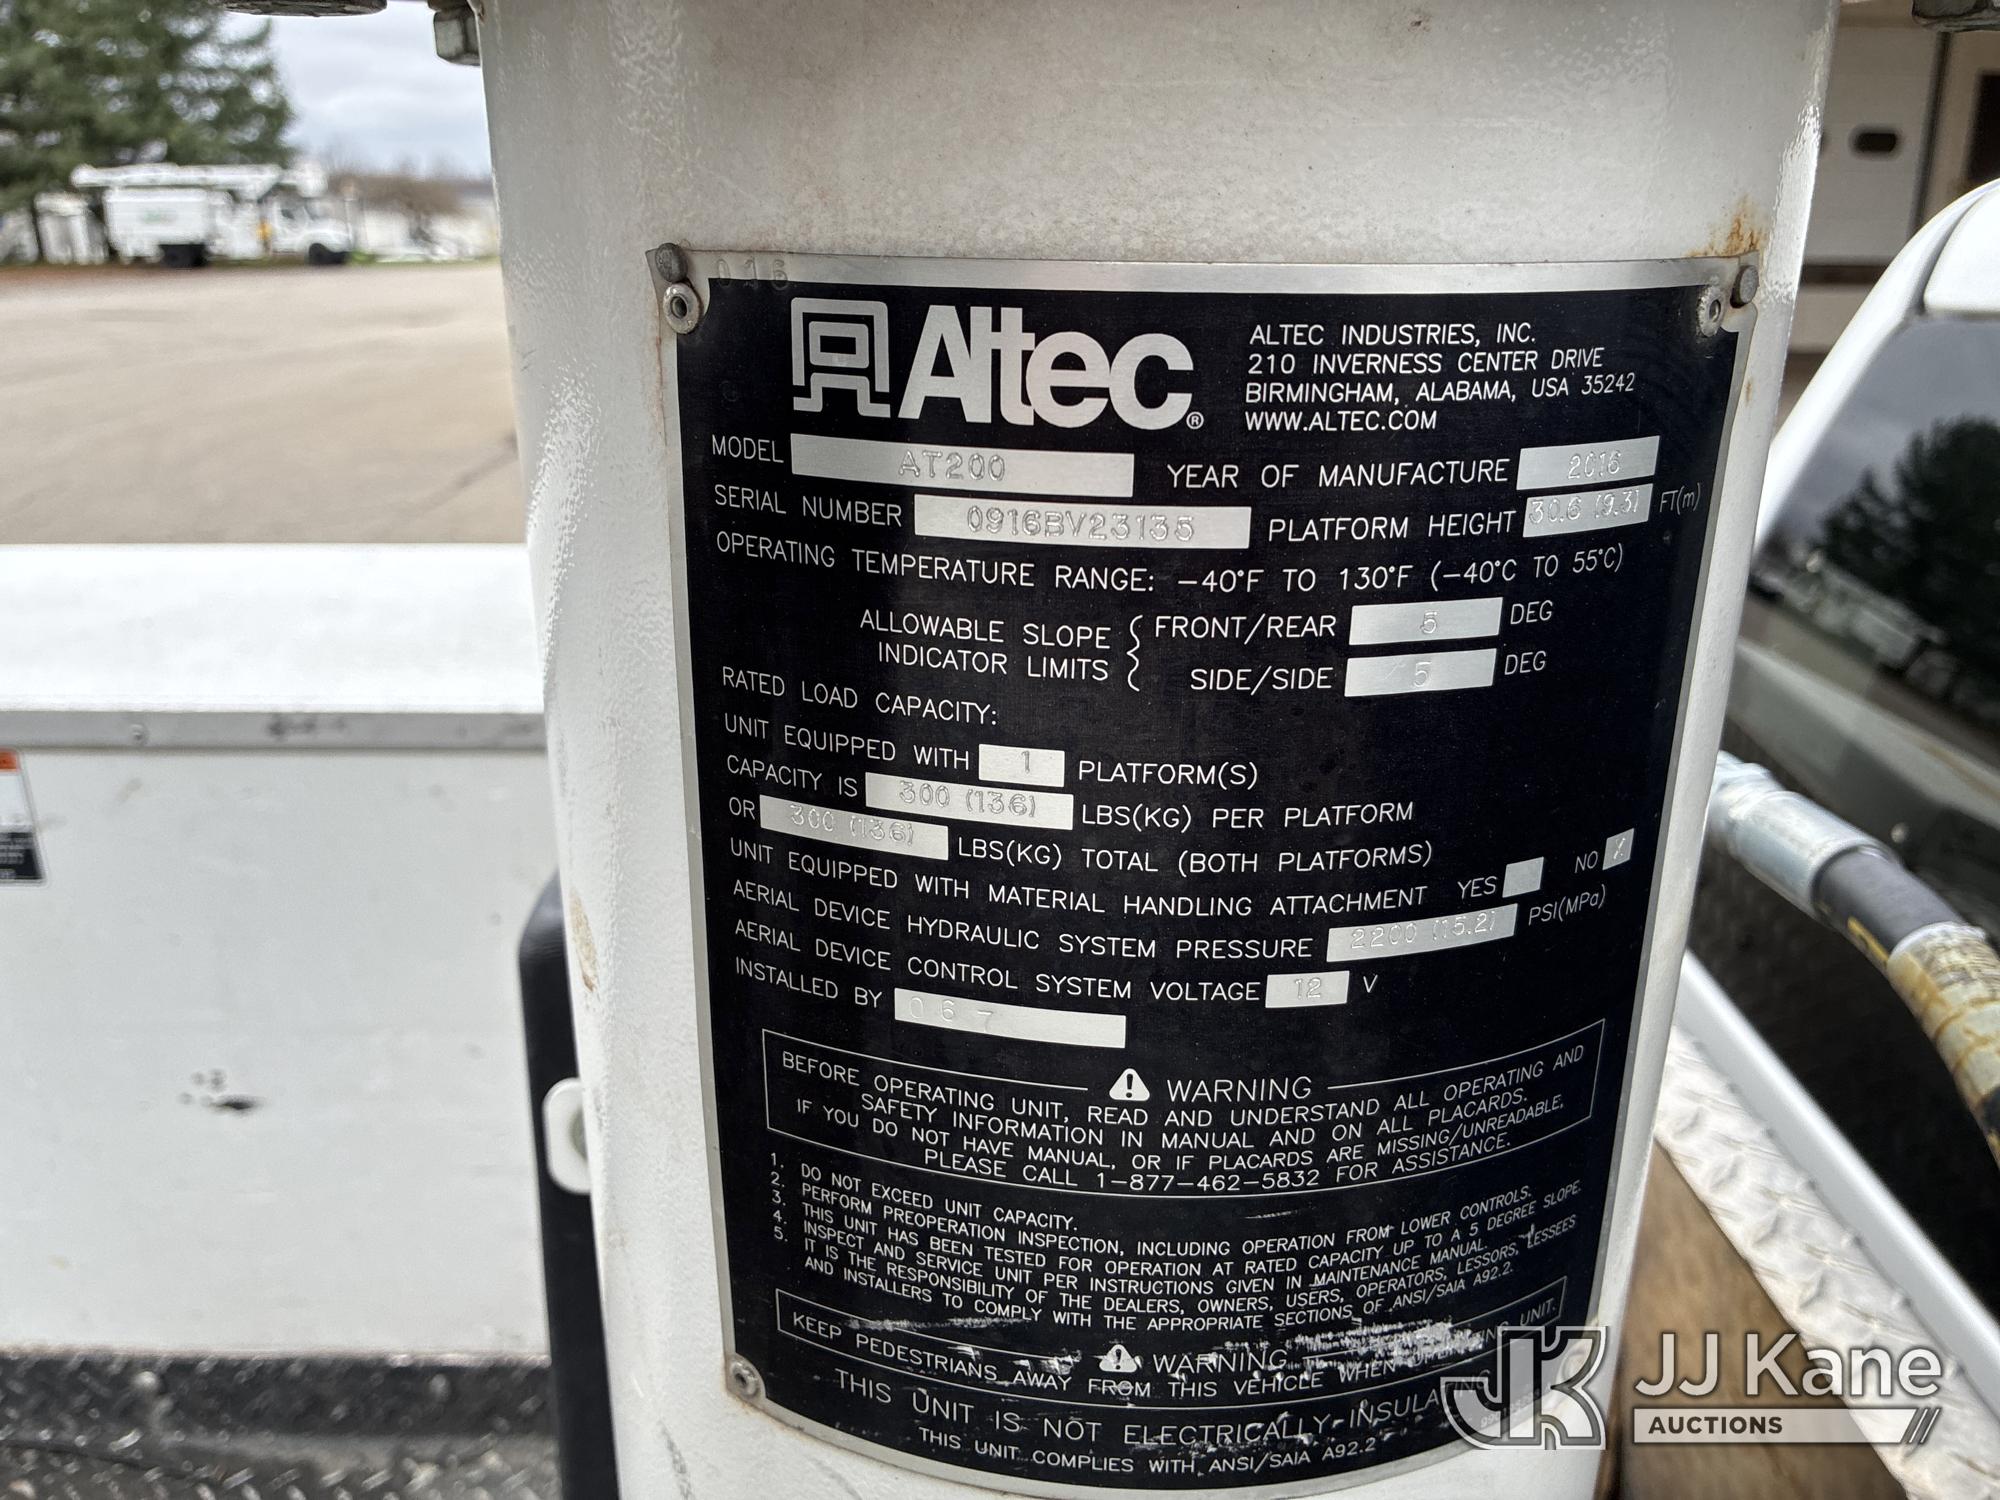 016
Altec®
ALTEC INDUSTRIES, INC.
210 INVERNESS CENTER DRIVE
BIRMINGHAM, ALABAMA, USA 35242
WWW.ALTEC.COM
MODEL AT200 YEAR OF MANUFACTURE 2016
SERIAL NUMBER 0916BV23135 PLATFORM HEIGHT 30.6 (9.3) FT(m)
OPERATING TEMPERATURE RANGE: -40°F TO 130°F (-40°C TO 55°C)
ALLOWABLE SLOPE INDICATOR LIMITS { FRONT/REAR 5 DEG
SIDE/SIDE 5 DEG
RATED LOAD CAPACITY:
UNIT EQUIPPED WITH 1 PLATFORM(S)
CAPACITY IS 300 (136) LBS(KG) PER PLATFORM
OR 300 (136) LBS(KG) TOTAL (BOTH PLATFORMS)
UNIT EQUIPPED WITH MATERIAL HANDLING ATTACHMENT YES NO X
AERIAL DEVICE HYDRAULIC SYSTEM PRESSURE 2200 (15.2) PSI(MPa)
AERIAL DEVICE CONTROL SYSTEM VOLTAGE 12 V
INSTALLED BY 067
WARNING
BEFORE OPERATING UNIT, READ AND UNDERSTAND ALL OPERATING AND
SAFETY INFORMATION IN MANUAL AND ON ALL PLACARDS.
IF YOU DO NOT HAVE MANUAL, OR IF PLACARDS ARE MISSING/UNREADABLE,
PLEASE CALL 1-877-462-5832 FOR ASSISTANCE.
1. DO NOT EXCEED UNIT CAPACITY.
2. PERFORM PREOPERATION INSPECTION, INCLUDING OPERATION FROM LOWER CONTROLS.
3. THIS UNIT HAS BEEN TESTED FOR OPERATION AT RATED CAPACITY UP TO A 5 DEGREE SLOPE.
4. INSPECT AND SERVICE UNIT PER INSTRUCTIONS GIVEN IN MAINTENANCE MANUAL.
5. IT IS THE RESPONSIBILITY OF THE DEALERS, OWNERS, USERS, OPERATORS, LESSORS, LESSEES
AND INSTALLERS TO COMPLY WITH THE APPROPRIATE SECTIONS OF ANSI/SAIA A92.2.
WARNING
KEEP PEDESTRIANS AWAY FROM THIS VEHICLE WHEN UNIT.
THIS UNIT IS NOT ELECTRICALLY INSULATING
THIS UNIT COMPLIES WITH ANSI/SAIA A92.2
JK JJ Kane
AUCTIONS